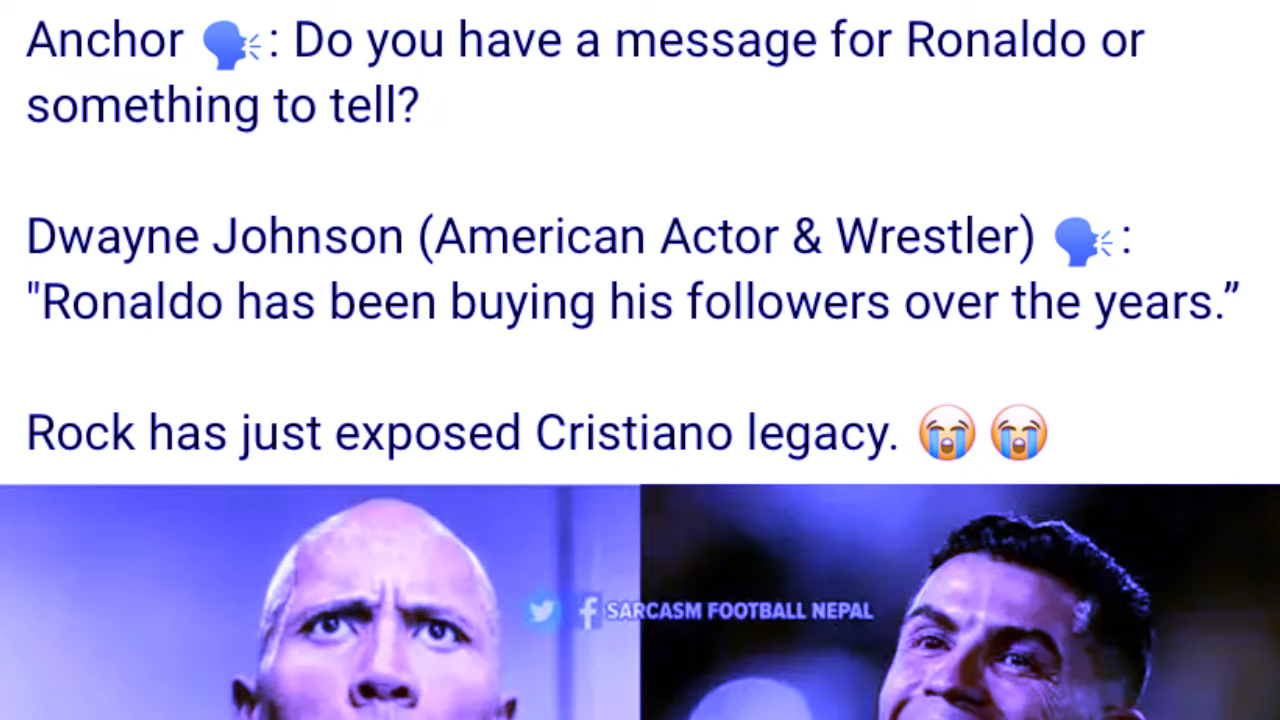 Anchor 🗣️: Do you have a message for Ronaldo or
something to tell?
Dwayne Johnson (American Actor & Wrestler) 🗣️:
"Ronaldo has been buying his followers over the years.”
Rock has just exposed Cristiano legacy. 😭😭
SARCASM FOOTBALL NEPAL